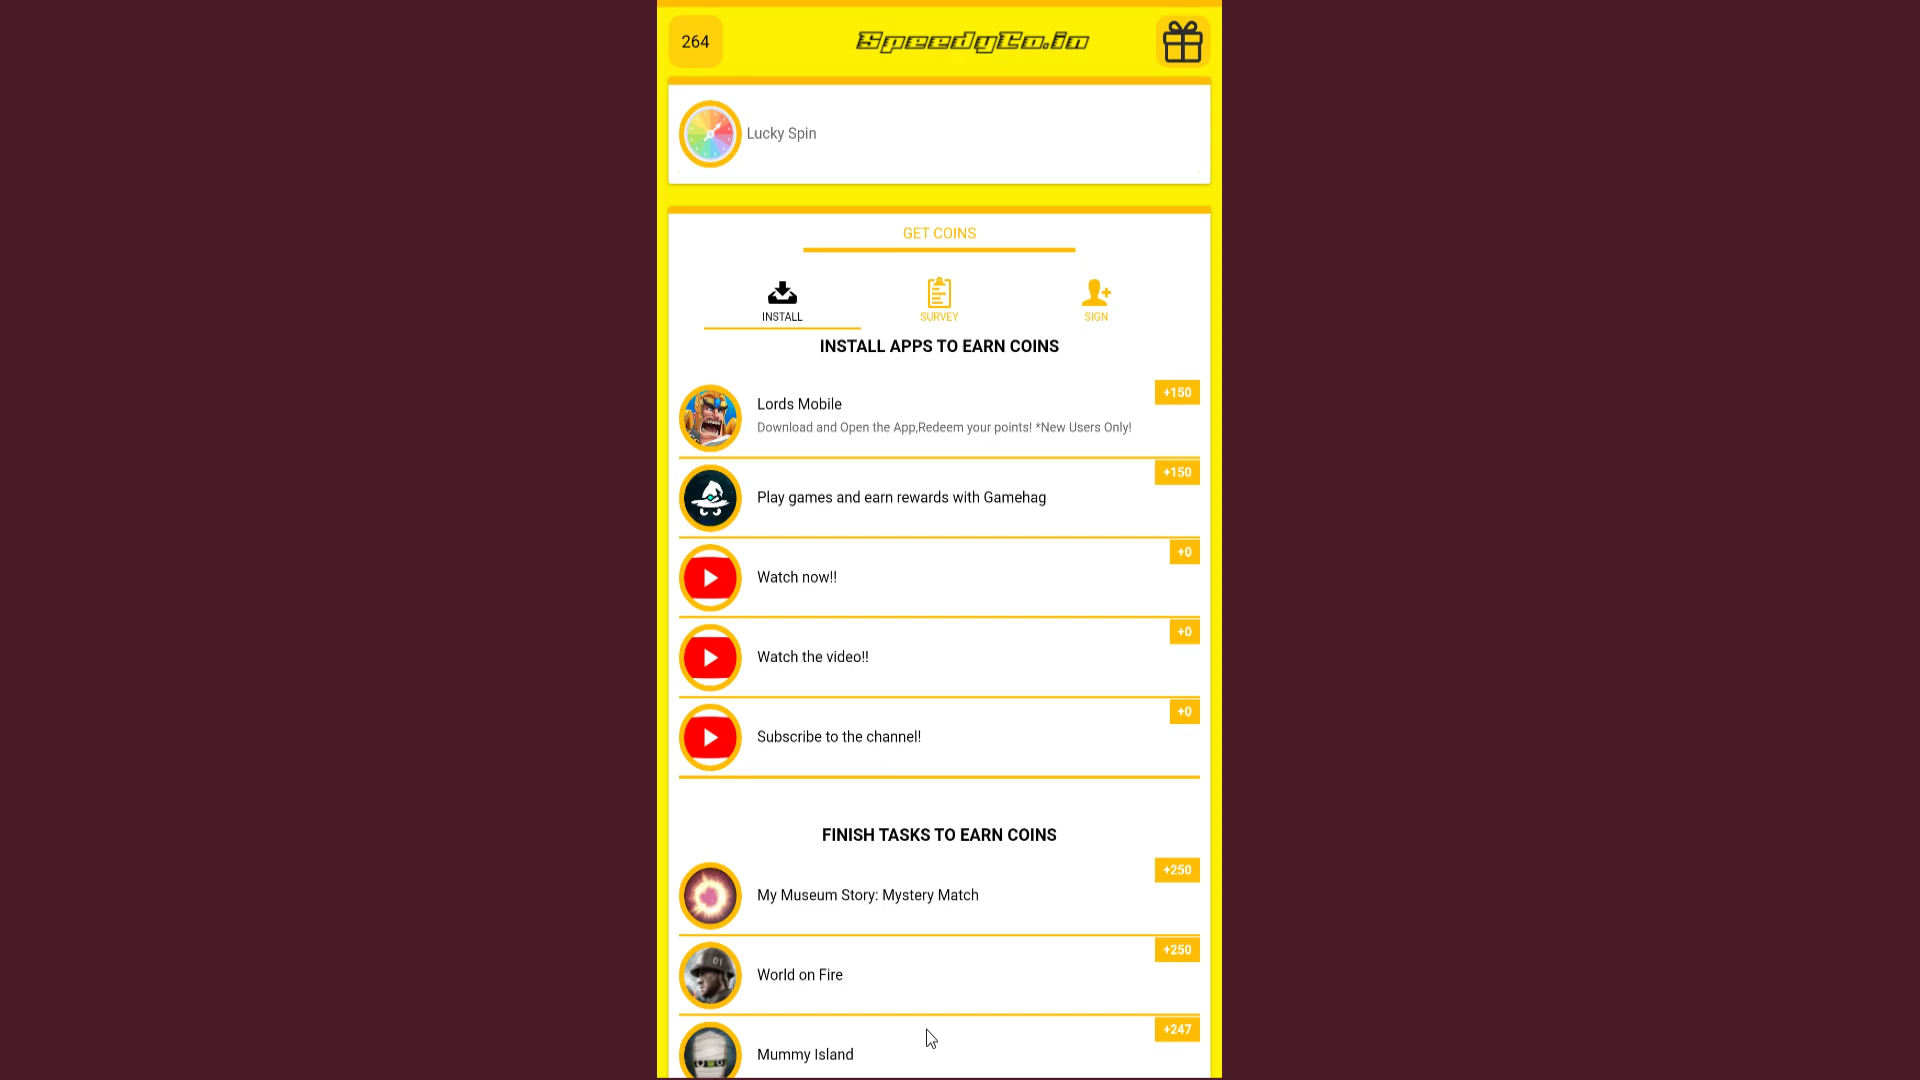 264
SpeedyCo.in
Lucky Spin
GET COINS
INSTALL
SURVEY
SIGN
INSTALL APPS TO EARN COINS
+150
Lords Mobile
Download and Open the App,Redeem your points! *New Users Only!
+150
Play games and earn rewards with Gamehag
+0
Watch now!!
+0
Watch the video!!
+0
Subscribe to the channel!
FINISH TASKS TO EARN COINS
+250
My Museum Story: Mystery Match
+250
World on Fire
+247
Mummy Island